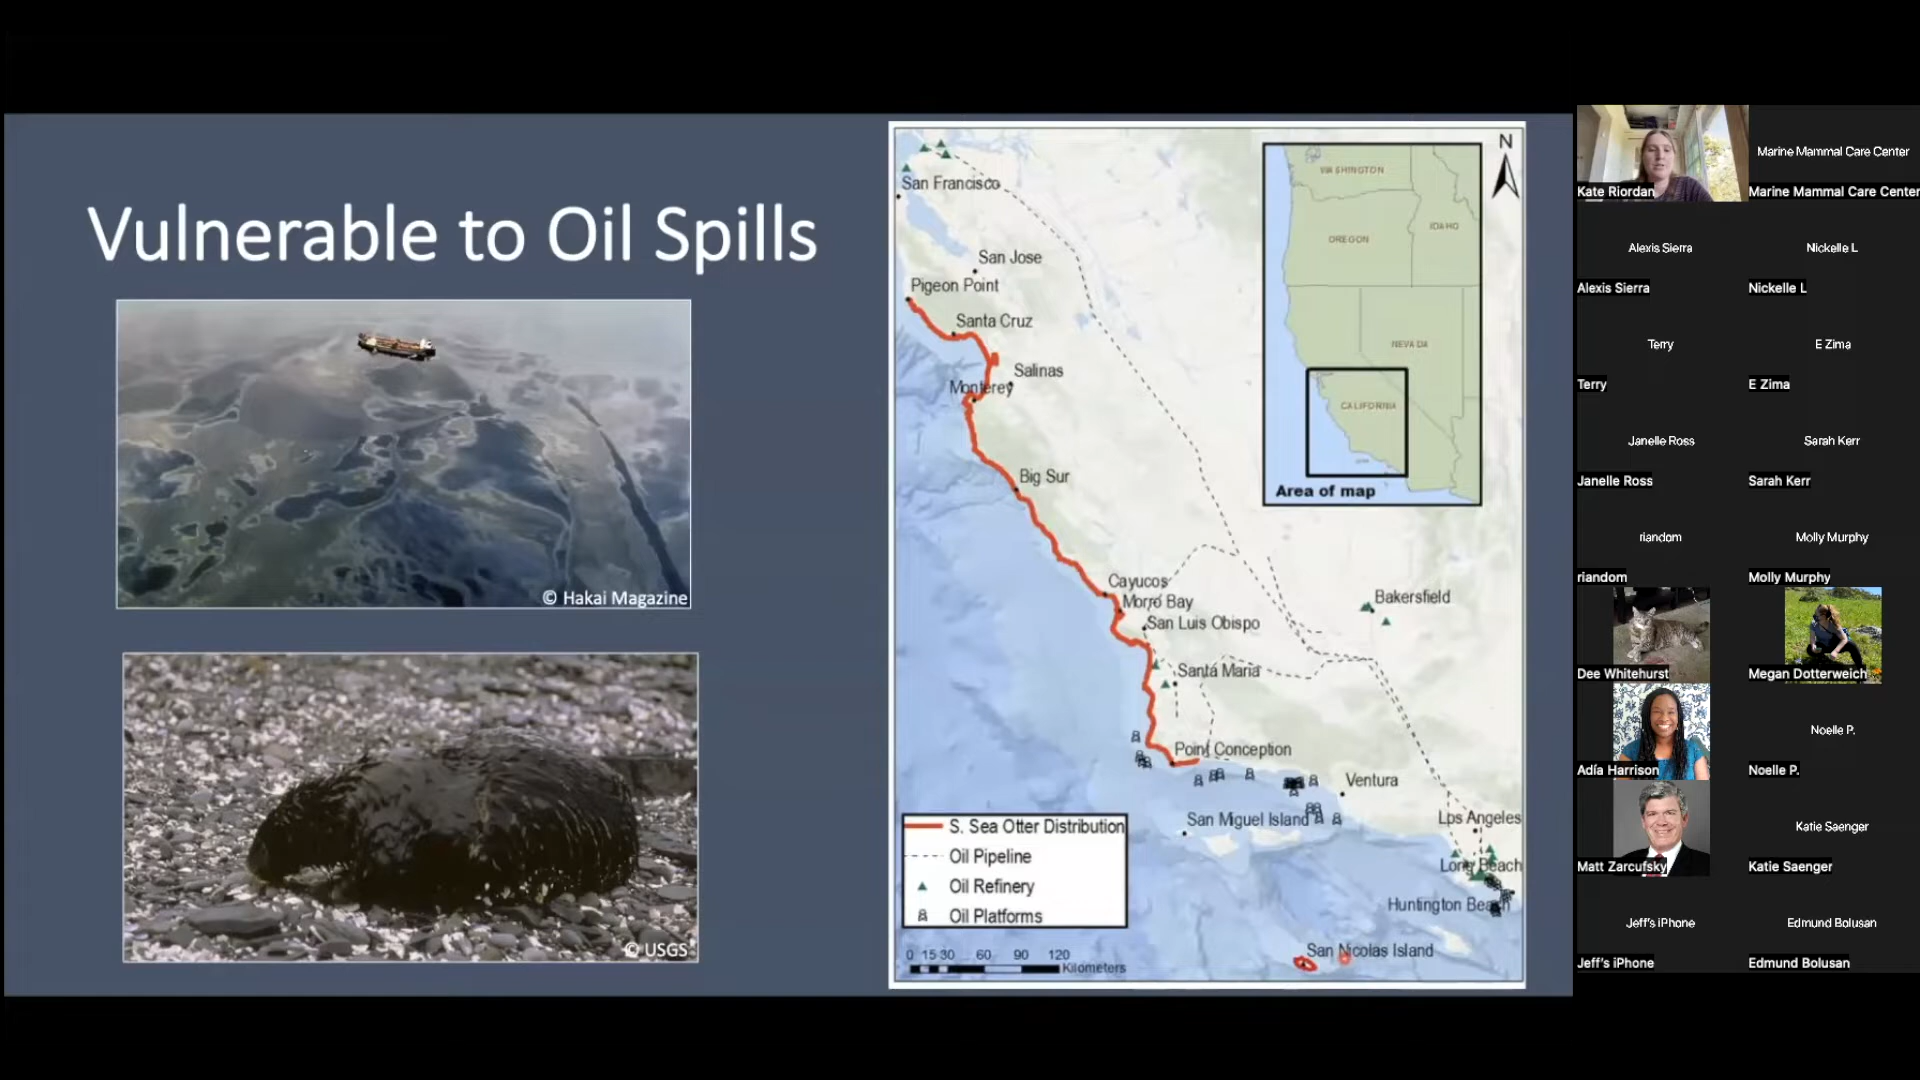 Vulnerable to Oil Spills
© Hakai Magazine
© USGS
N
San Francisco
San Jose
Pigeon Point
Santa Cruz
Salinas
Monterey
Big Sur
Cayucos
Morro Bay
San Luis Obispo
Bakersfield
Santa Maria
Point Conception
Ventura
San Miguel Island
Los Angeles
Long Beach
Huntington Beach
San Nicolas Island
WASHINGTON
OREGON
IDAHO
NEVADA
CALIFORNIA
Area of map
S. Sea Otter Distribution
Oil Pipeline
Oil Refinery
Oil Platforms
0 15 30 60 90 120
Kilometers
Kate Riordan
Marine Mammal Care Center
Marine Mammal Care Center
Alexis Sierra
Nickelle L
Alexis Sierra
Nickelle L
Terry
E Zima
Terry
E Zima
Janelle Ross
Sarah Kerr
Janelle Ross
Sarah Kerr
riandom
Molly Murphy
riandom
Molly Murphy
Dee Whitehurst
Megan Dotterweich
Noelle P.
Adía Harrison
Noelle P.
Katie Saenger
Matt Zarcufsky
Katie Saenger
Jeff's iPhone
Edmund Bolusan
Jeff's iPhone
Edmund Bolusan